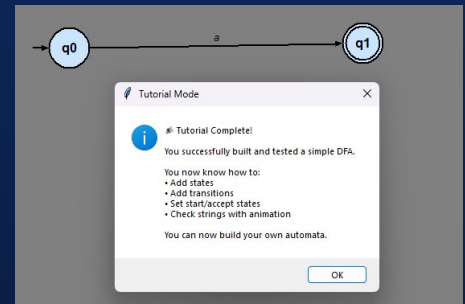 a
q0
q1
Tutorial Mode
Tutorial Complete!
You successfully built and tested a simple DFA.
You now know how to:
• Add states
• Add transitions
• Set start/accept states
• Check strings with animation
You can now build your own automata.
OK